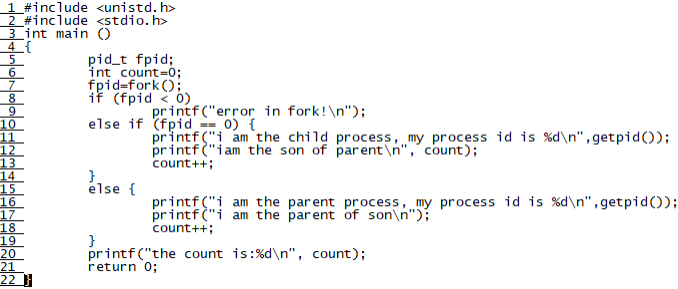 1 #include <unistd.h>
2 #include <stdio.h>
3 int main ()
4 {
5         pid_t fpid;
6         int count=0;
7         fpid=fork();
8         if (fpid < 0)
9                 printf("error in fork!\n");
10         else if (fpid == 0) {
11                 printf("i am the child process, my process id is %d\n",getpid());
12                 printf("iam the son of parent\n", count);
13                 count++;
14         }
15         else {
16                 printf("i am the parent process, my process id is %d\n",getpid());
17                 printf("i am the parent of son\n");
18                 count++;
19         }
20         printf("the count is:%d\n", count);
21         return 0;
22 }